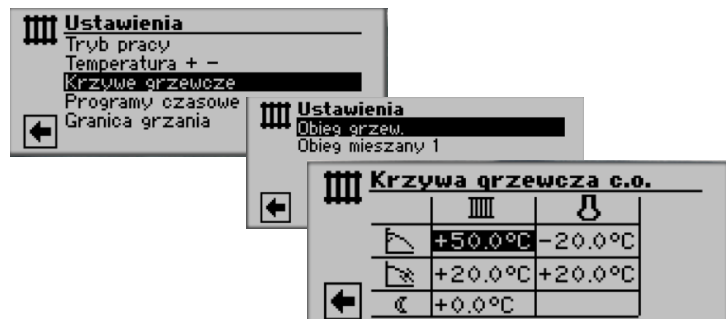 Ustawienia
Tryb pracy
Temperatura + -
Krzywe grzewcze
Programy czasowe
Granica grzania
Ustawienia
Obieg grzew.
Obieg mieszany 1
Krzywa grzewcza c.o.
+50.0°C -20.0°C
+20.0°C +20.0°C
+0.0°C